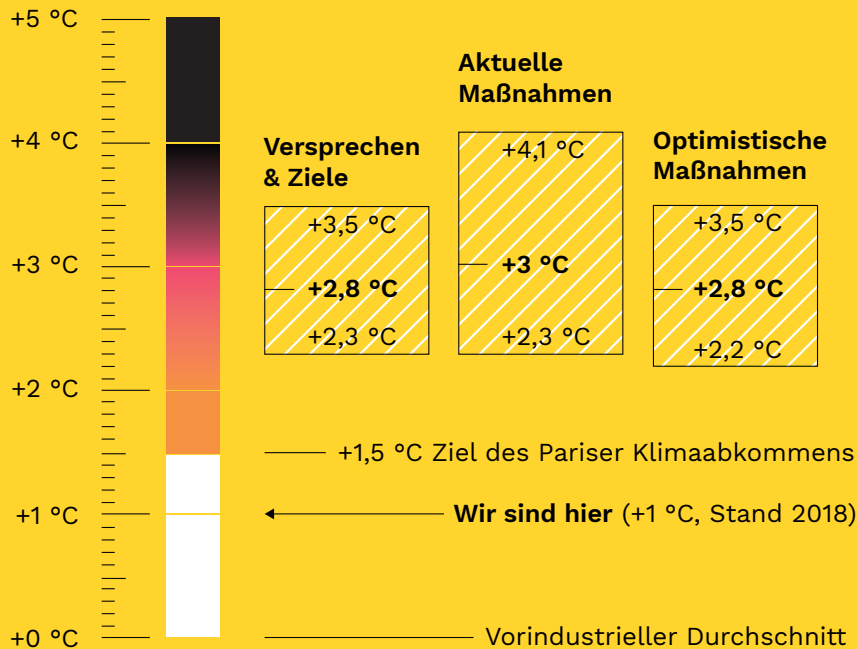 +5 °C
+4 °C
+3 °C
+2 °C
+1 °C
+0 °C
Versprechen
& Ziele
+3,5 °C
+2,8 °C
+2,3 °C
Aktuelle
Maßnahmen
+4,1 °C
+3 °C
+2,3 °C
Optimistische
Maßnahmen
+3,5 °C
+2,8 °C
+2,2 °C
+1,5 °C Ziel des Pariser Klimaabkommens
Wir sind hier (+1 °C, Stand 2018)
Vorindustrieller Durchschnitt